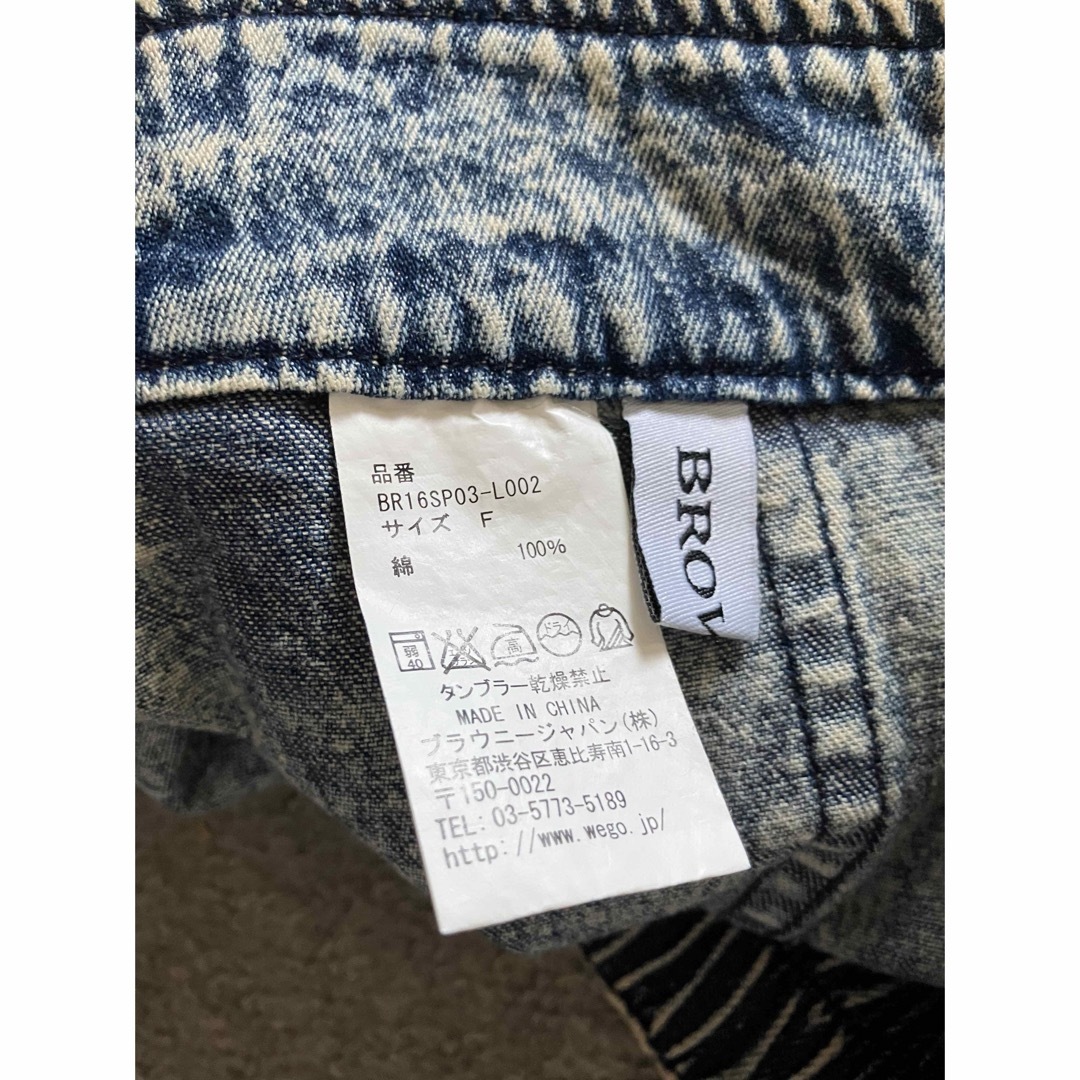 品番
BR16SP03-L002
サイズ F
綿 100%
弱 40
高
ドライ
タンブラー乾燥禁止
MADE IN CHINA
ブラウニージャパン(株)
東京都渋谷区恵比寿南1-16-3
〒150-0022
TEL: 03-5773-5189
http://www.wego.jp/
BROW